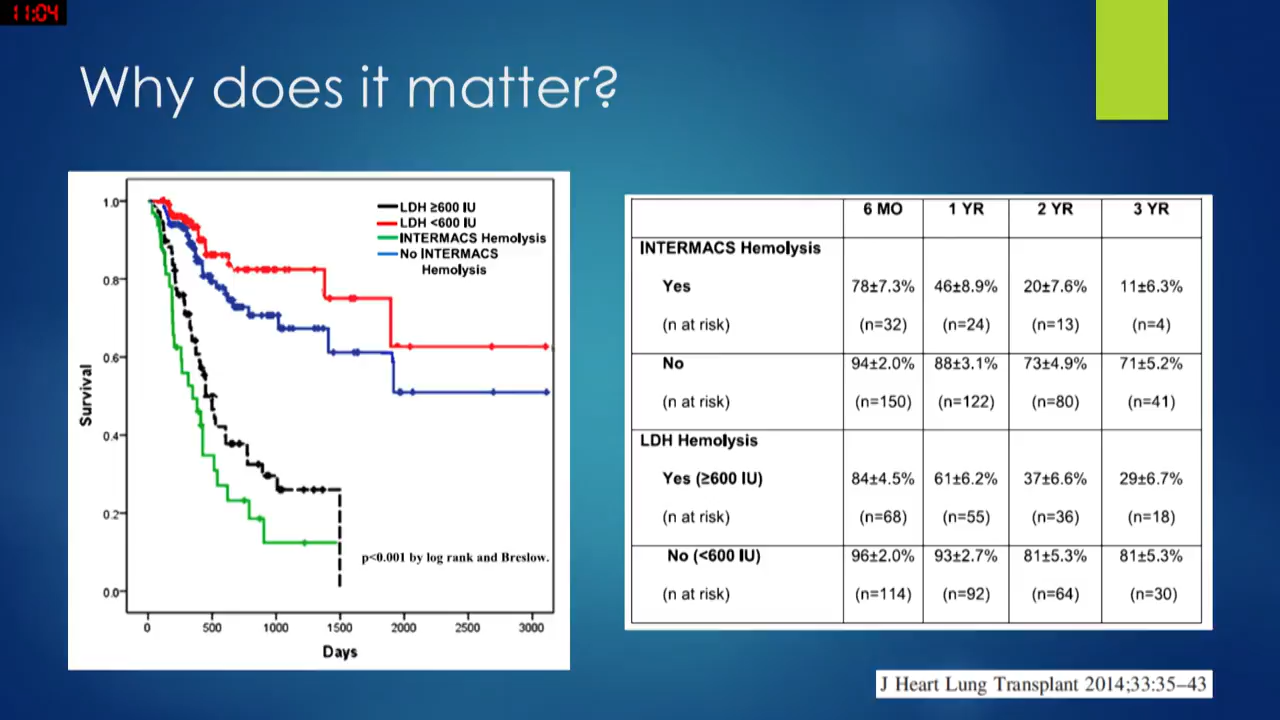 11:04
Why does it matter?
LDH ≥600 IU
LDH <600 IU
INTERMACS Hemolysis
No INTERMACS
Hemolysis
1.0
0.8
0.6
0.4
0.2
0.0
Survival
p<0.001 by log rank and Breslow.
0 500 1000 1500 2000 2500 3000
Days
6 MO 1 YR 2 YR 3 YR
INTERMACS Hemolysis
Yes 78±7.3% 46±8.9% 20±7.6% 11±6.3%
(n at risk) (n=32) (n=24) (n=13) (n=4)
No 94±2.0% 88±3.1% 73±4.9% 71±5.2%
(n at risk) (n=150) (n=122) (n=80) (n=41)
LDH Hemolysis
Yes (≥600 IU) 84±4.5% 61±6.2% 37±6.6% 29±6.7%
(n at risk) (n=68) (n=55) (n=36) (n=18)
No (<600 IU) 96±2.0% 93±2.7% 81±5.3% 81±5.3%
(n at risk) (n=114) (n=92) (n=64) (n=30)
J Heart Lung Transplant 2014;33:35–43